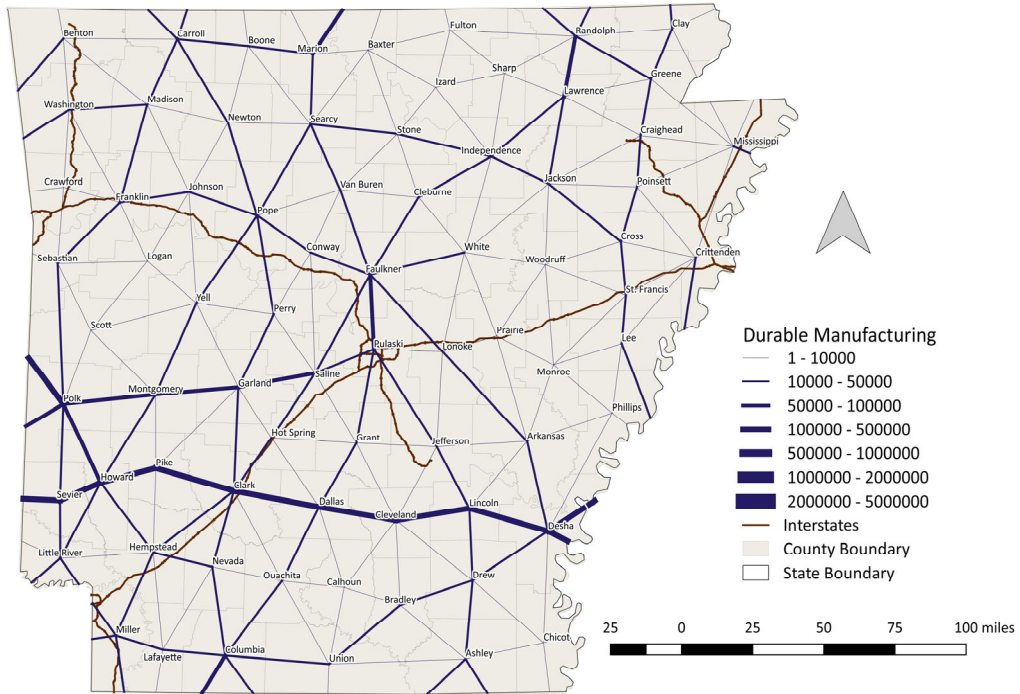 Benton
Carroll
Boone
Marion
Baxter
Fulton
Randolph
Clay
Izard
Sharp
Greene
Lawrence
Washington
Madison
Newton
Searcy
Stone
Independence
Craighead
Mississippi
Crawford
Franklin
Johnson
Van Buren
Cleburne
Jackson
Poinsett
Pope
Conway
Faulkner
White
Woodruff
Cross
Crittenden
Sebastian
Logan
Yell
Perry
St. Francis
Scott
Pulaski
Lonoke
Prairie
Lee
Polk
Montgomery
Garland
Saline
Monroe
Phillips
Hot Spring
Grant
Jefferson
Arkansas
Sevier
Howard
Pike
Clark
Dallas
Cleveland
Lincoln
Desha
Little River
Hempstead
Nevada
Ouachita
Calhoun
Bradley
Drew
Miller
Lafayette
Columbia
Union
Ashley
Chicot
Durable Manufacturing
1 - 10000
10000 - 50000
50000 - 100000
100000 - 500000
500000 - 1000000
1000000 - 2000000
2000000 - 5000000
Interstates
County Boundary
State Boundary
25 0 25 50 75 100 miles